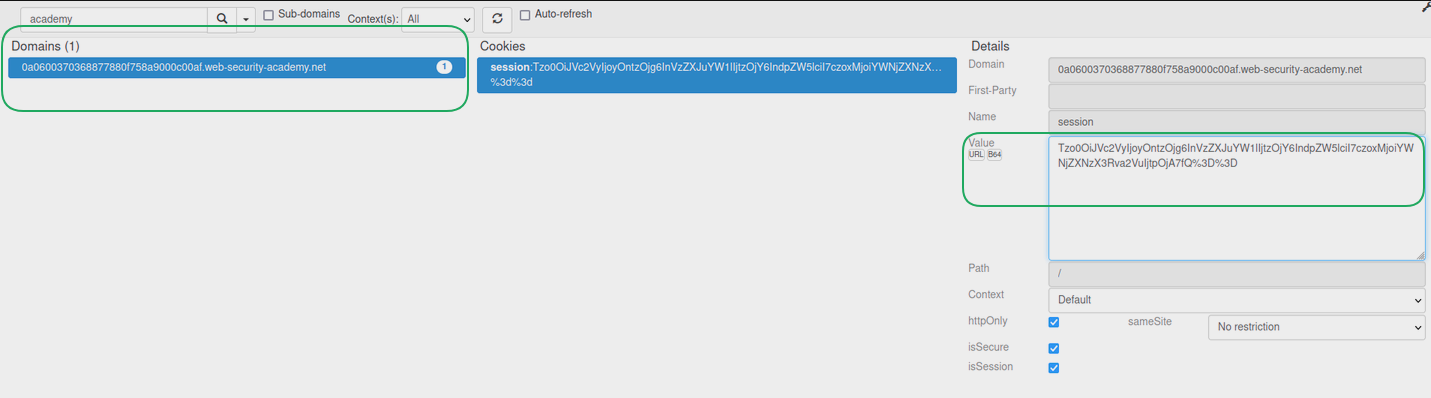 academy
Sub-domains
Context(s):
All
Auto-refresh
Domains (1)
0a0600370368877880f758a9000c00af.web-security-academy.net
1
Cookies
session:Tzo0OiJVc2VyIjoyOntzOjg6InVzZXJuYW1lIjtzOjY6IndpZW5lciI7czoxMjoiYWNjZXNzX...
%3d%3d
Details
Domain
0a0600370368877880f758a9000c00af.web-security-academy.net
First-Party
Name
session
Value
URL B64
Tzo0OiJVc2VyIjoyOntzOjg6InVzZXJuYW1lIjtzOjY6IndpZW5lciI7czoxMjoiYW
NjZXNzX3Rva2VuIjtpOjA7fQ%3D%3D
Path
/
Context
Default
httpOnly
sameSite
No restriction
isSecure
isSession